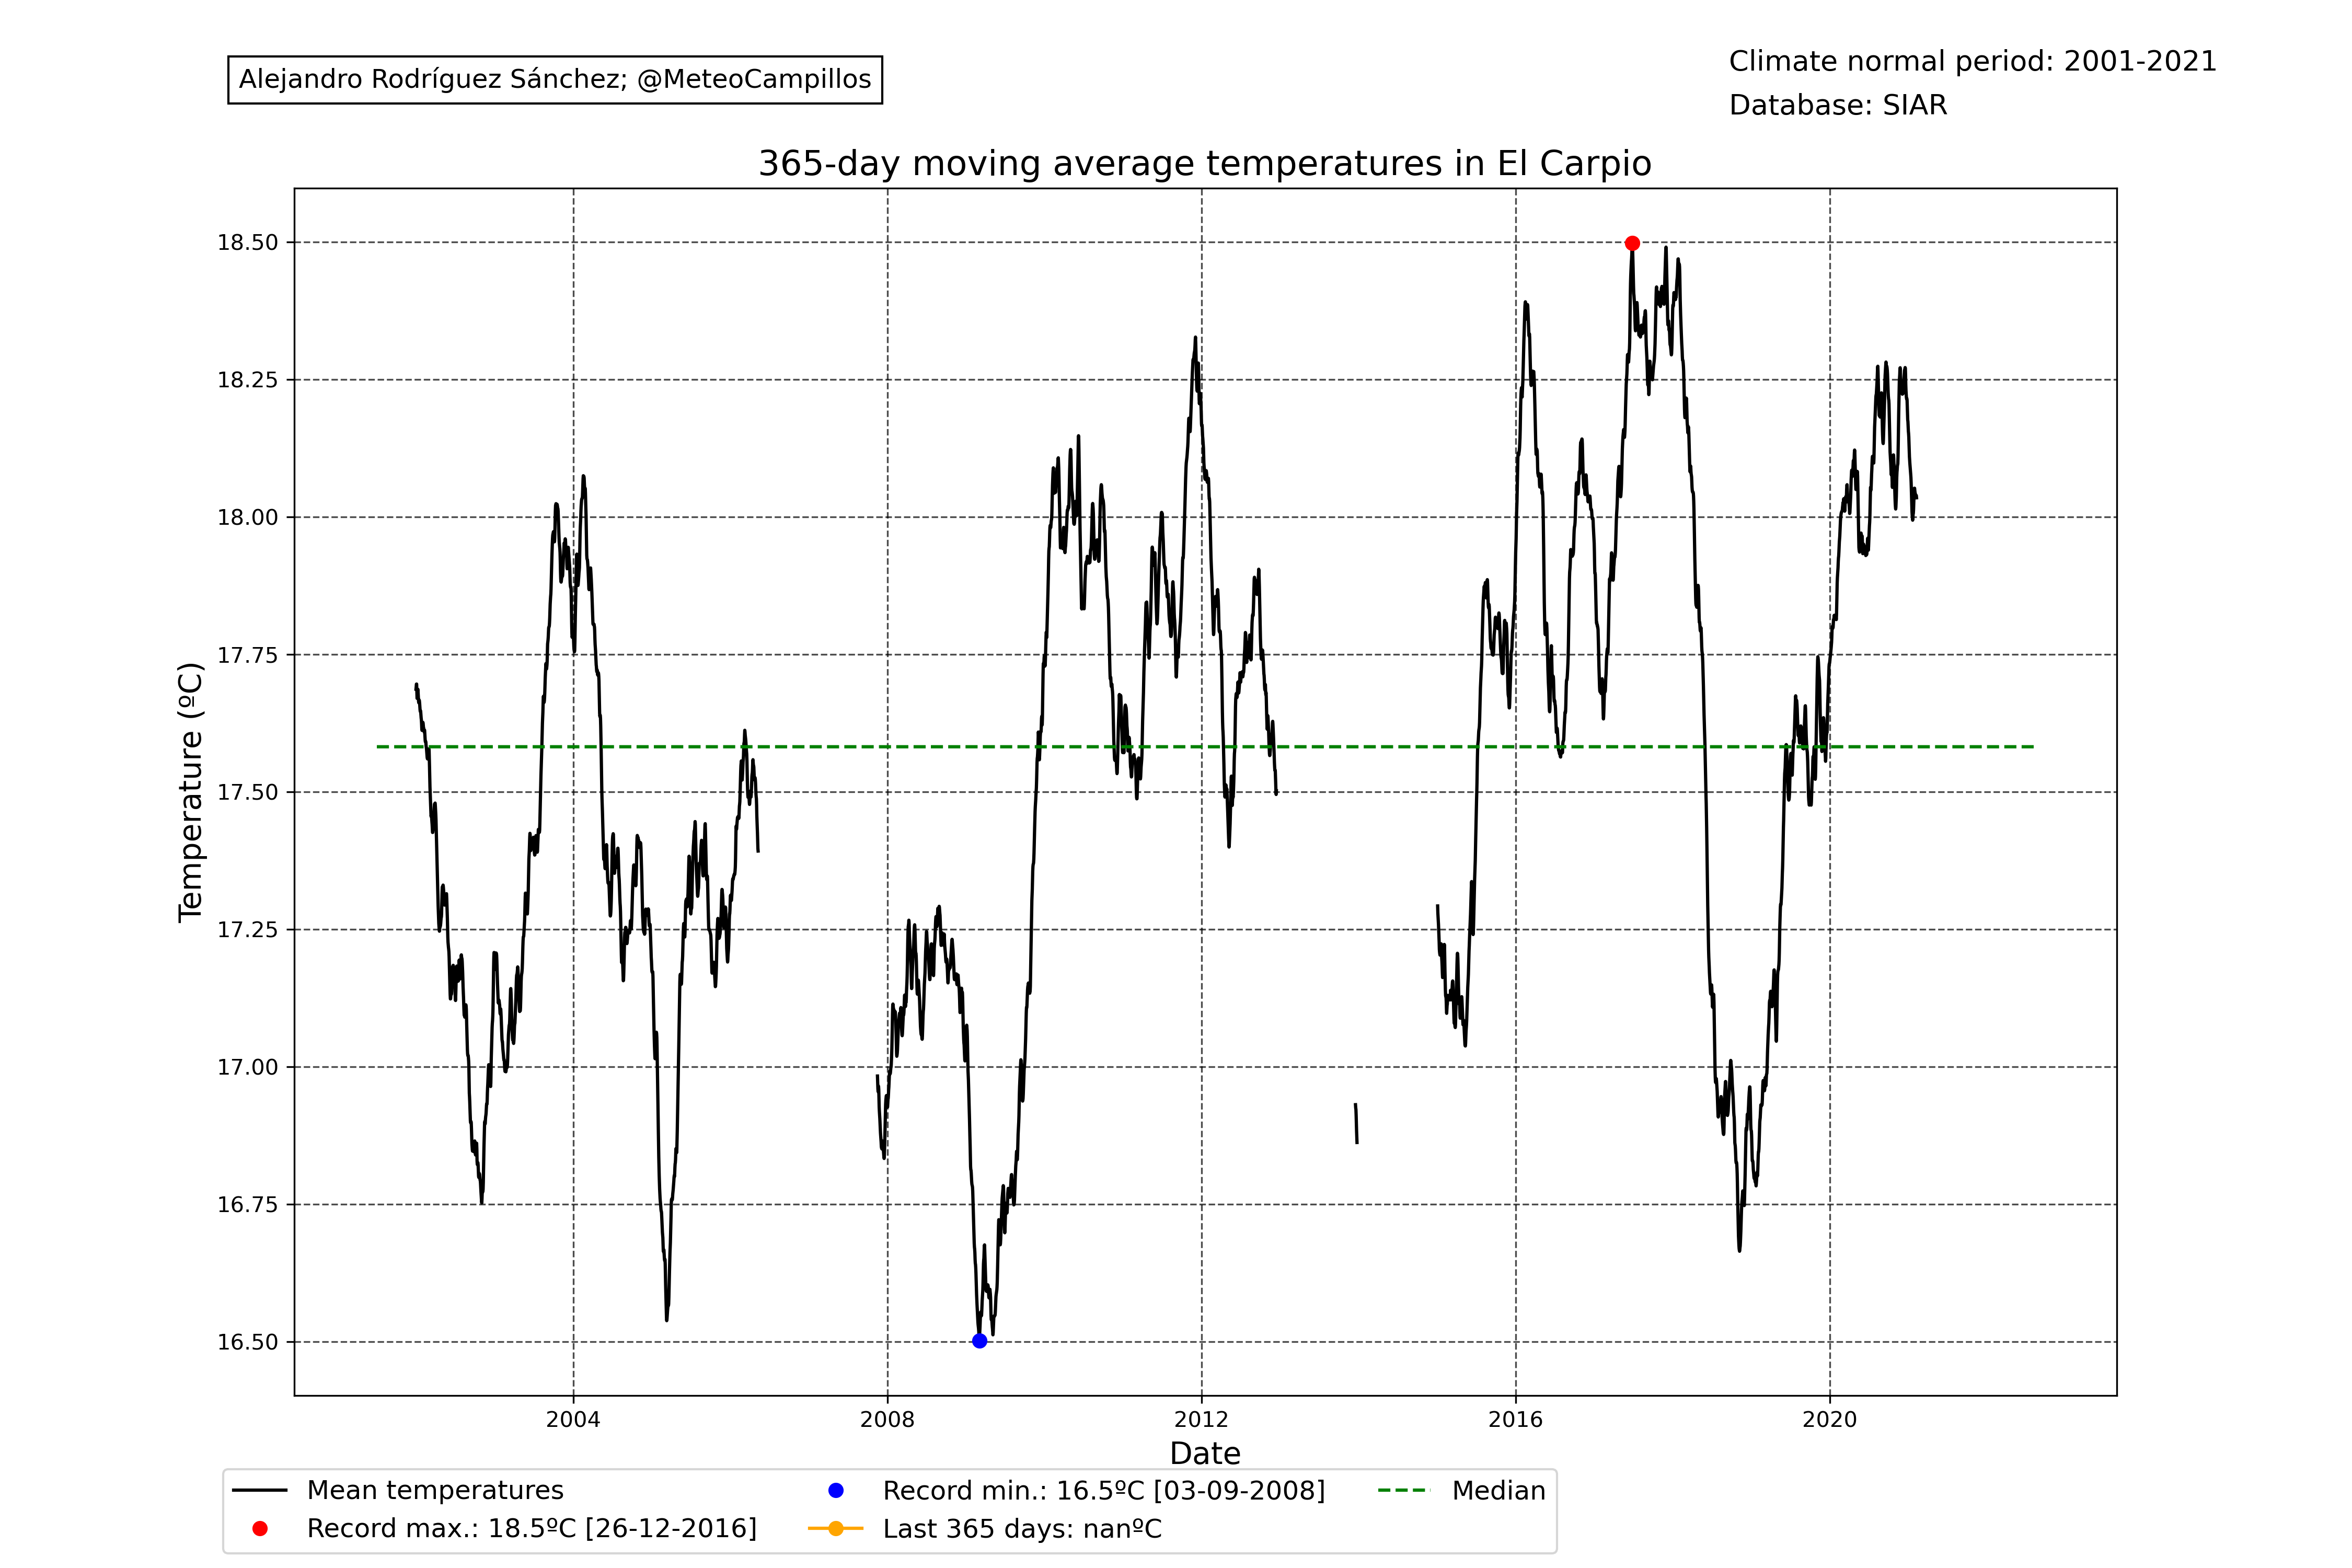 Alejandro Rodríguez Sánchez; @MeteoCampillos
Climate normal period: 2001-2021
Database: SIAR
365-day moving average temperatures in El Carpio
Temperature (ºC)
18.50
18.25
18.00
17.75
17.50
17.25
17.00
16.75
16.50
2004
2008
2012
2016
2020
Date
Mean temperatures
Record max.: 18.5ºC [26-12-2016]
Record min.: 16.5ºC [03-09-2008]
Last 365 days: nanºC
Median